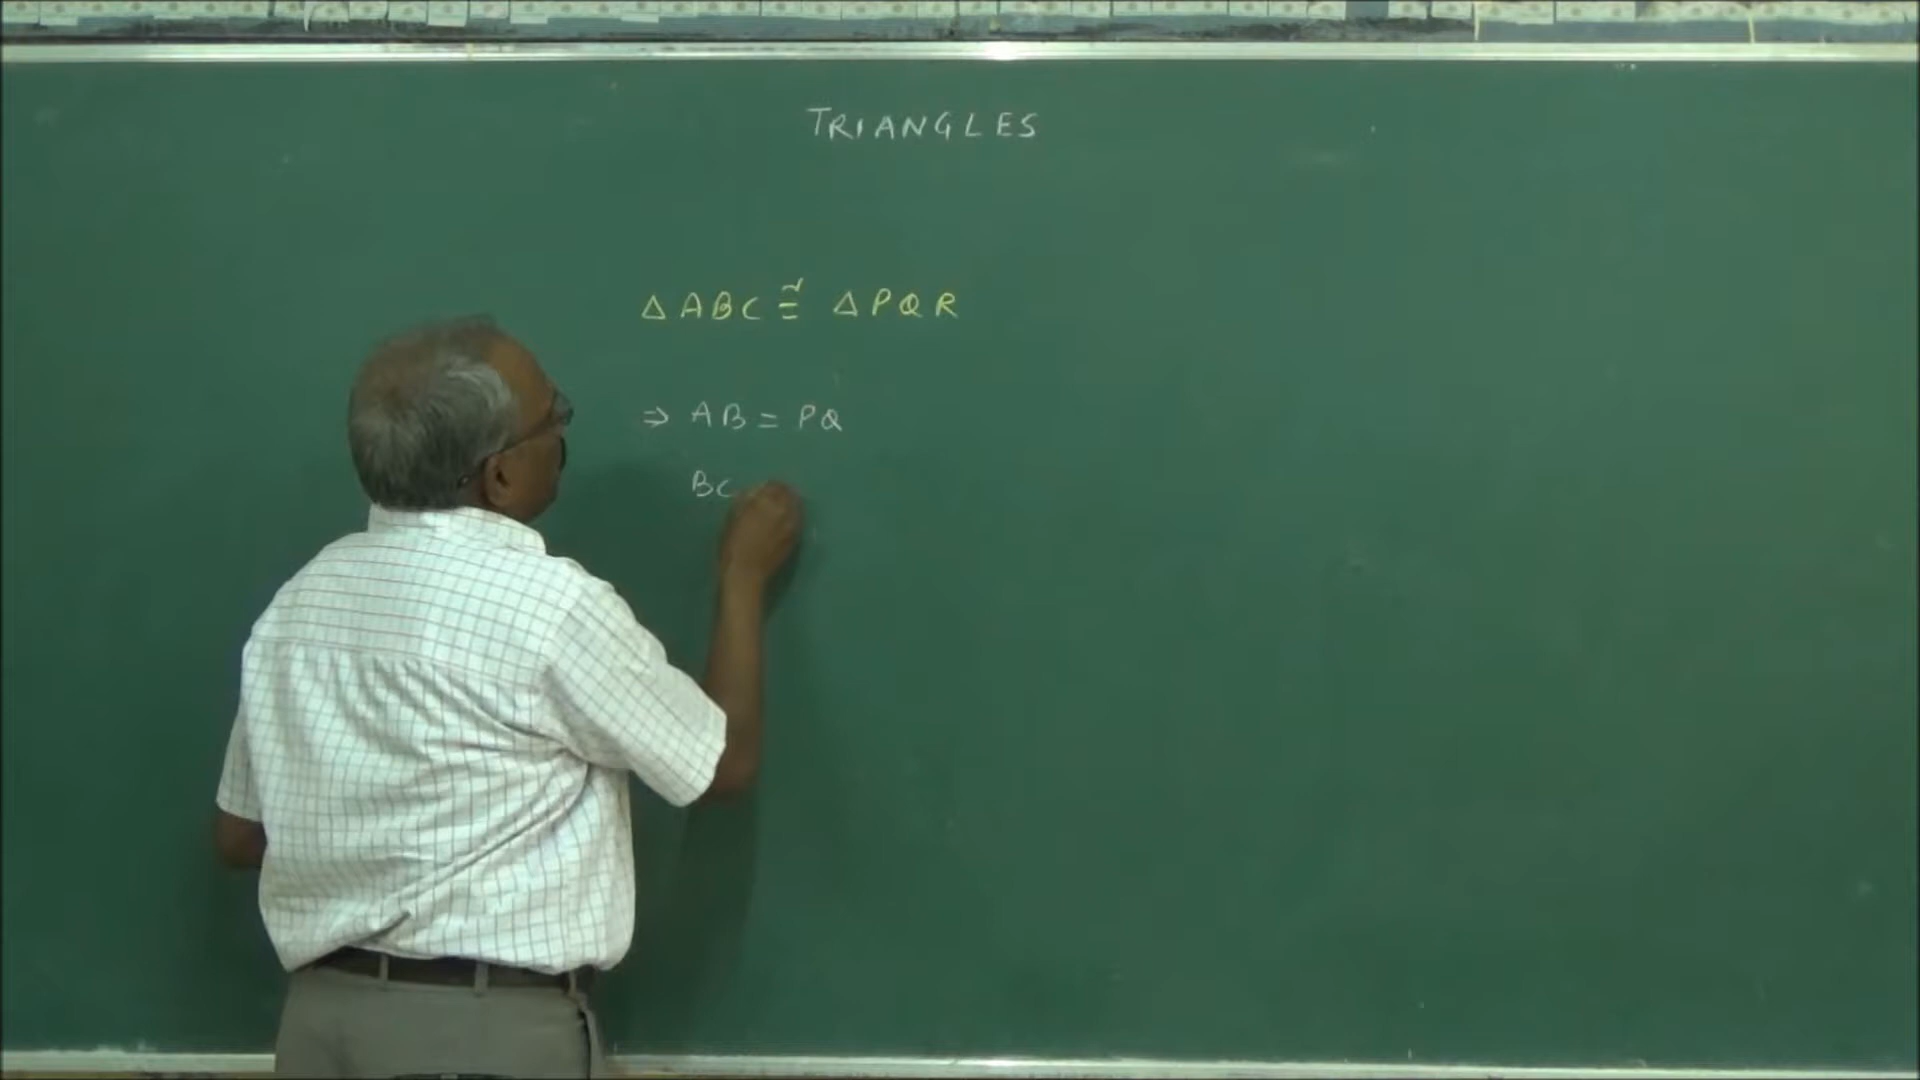 TRIANGLES
△ABC ≅ △PQR
⇒ AB = PQ
BC